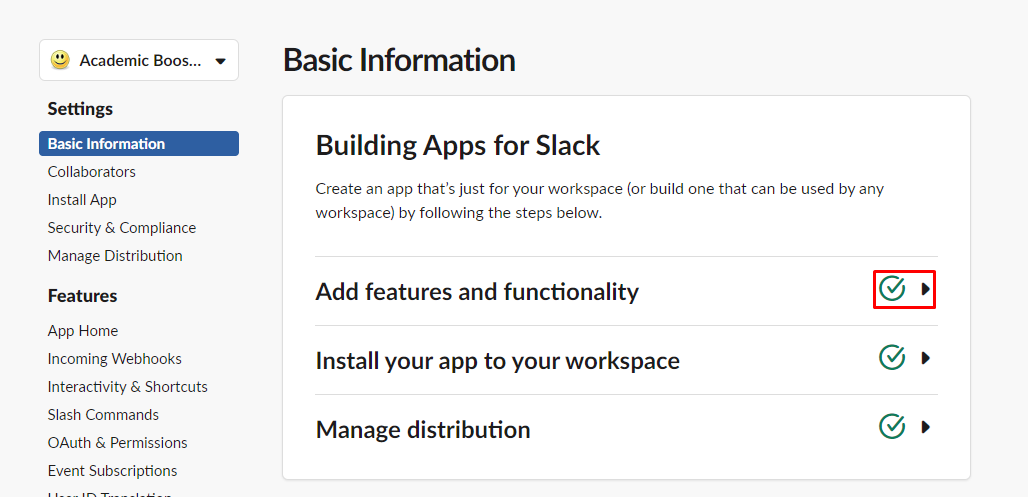 Academic Boos...
Settings
Basic Information
Collaborators
Install App
Security & Compliance
Manage Distribution
Features
App Home
Incoming Webhooks
Interactivity & Shortcuts
Slash Commands
OAuth & Permissions
Event Subscriptions
User ID Translation
Basic Information
Building Apps for Slack
Create an app that's just for your workspace (or build one that can be used by any
workspace) by following the steps below.
Add features and functionality
Install your app to your workspace
Manage distribution